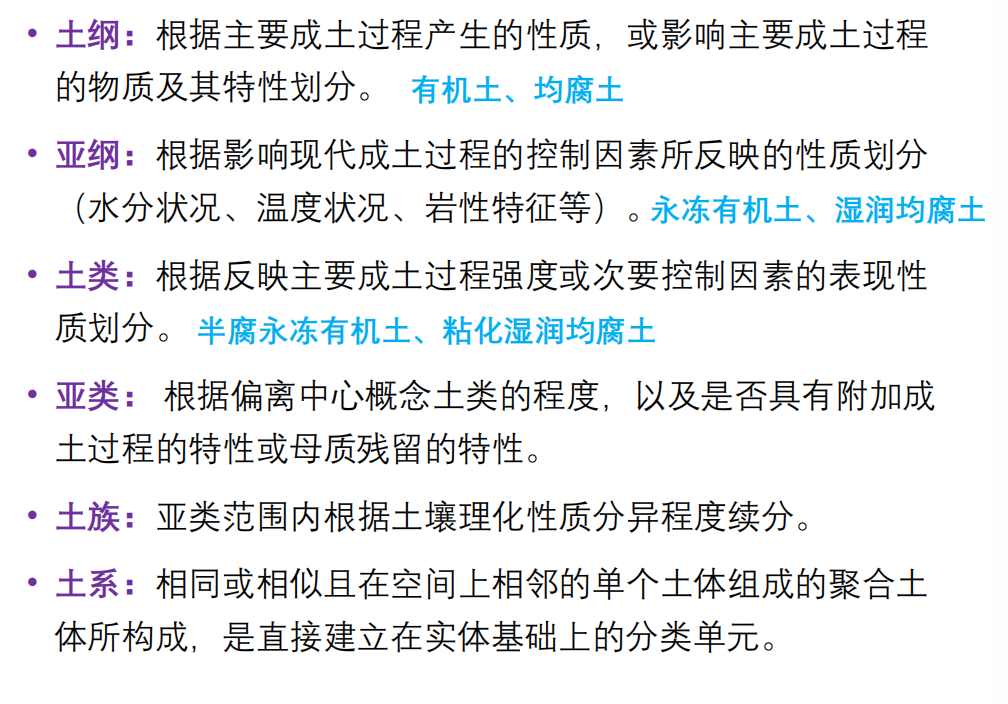 • 土纲：根据主要成土过程产生的性质，或影响主要成土过程
的物质及其特性划分。 有机土、均腐土
• 亚纲：根据影响现代成土过程的控制因素所反映的性质划分
（水分状况、温度状况、岩性特征等）。永冻有机土、湿润均腐土
• 土类：根据反映主要成土过程强度或次要控制因素的表现性
质划分。 半腐永冻有机土、粘化湿润均腐土
• 亚类： 根据偏离中心概念土类的程度，以及是否具有附加成
土过程的特性或母质残留的特性。
• 土族：亚类范围内根据土壤理化性质分异程度续分。
• 土系：相同或相似且在空间上相邻的单个土体组成的聚合土
体所构成，是直接建立在实体基础上的分类单元。